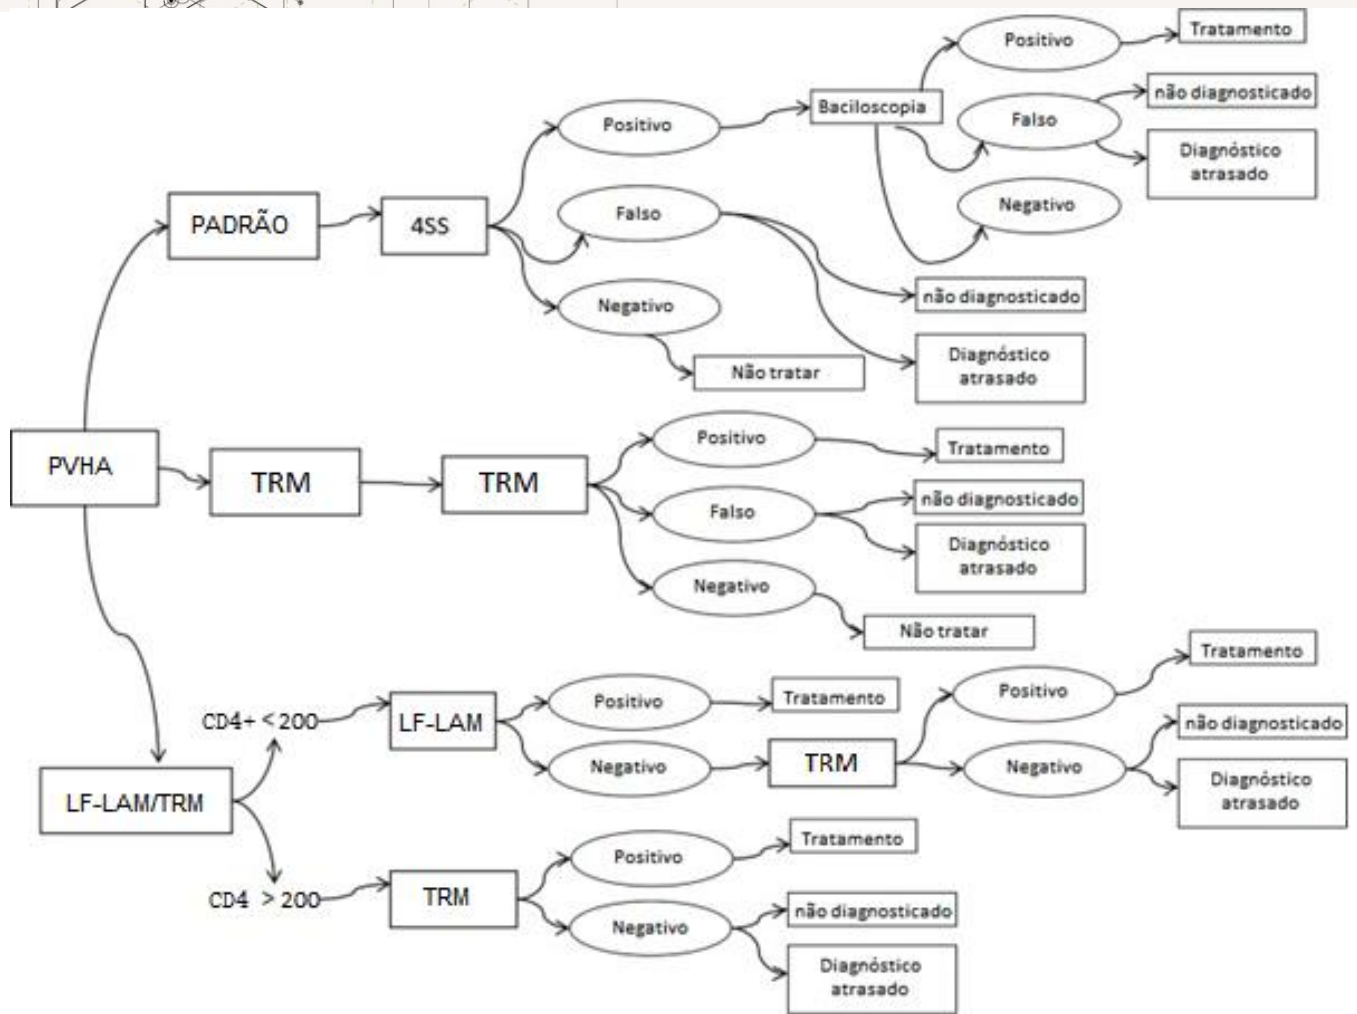 Positivo
Tratamento
Baciloscopia
não diagnosticado
Falso
Diagnóstico
atrasado
Negativo
Positivo
PADRÃO
4SS
Falso
não diagnosticado
Negativo
Diagnóstico
atrasado
Não tratar
PVHA
TRM
TRM
Positivo
Tratamento
Falso
não diagnosticado
Diagnóstico
atrasado
Negativo
Não tratar
LF-LAM/TRM
CD4+ <200
LF-LAM
Positivo
Tratamento
Negativo
TRM
Positivo
Tratamento
Negativo
não diagnosticado
Diagnóstico
atrasado
CD4 >200
TRM
Positivo
Tratamento
Negativo
não diagnosticado
Diagnóstico
atrasado